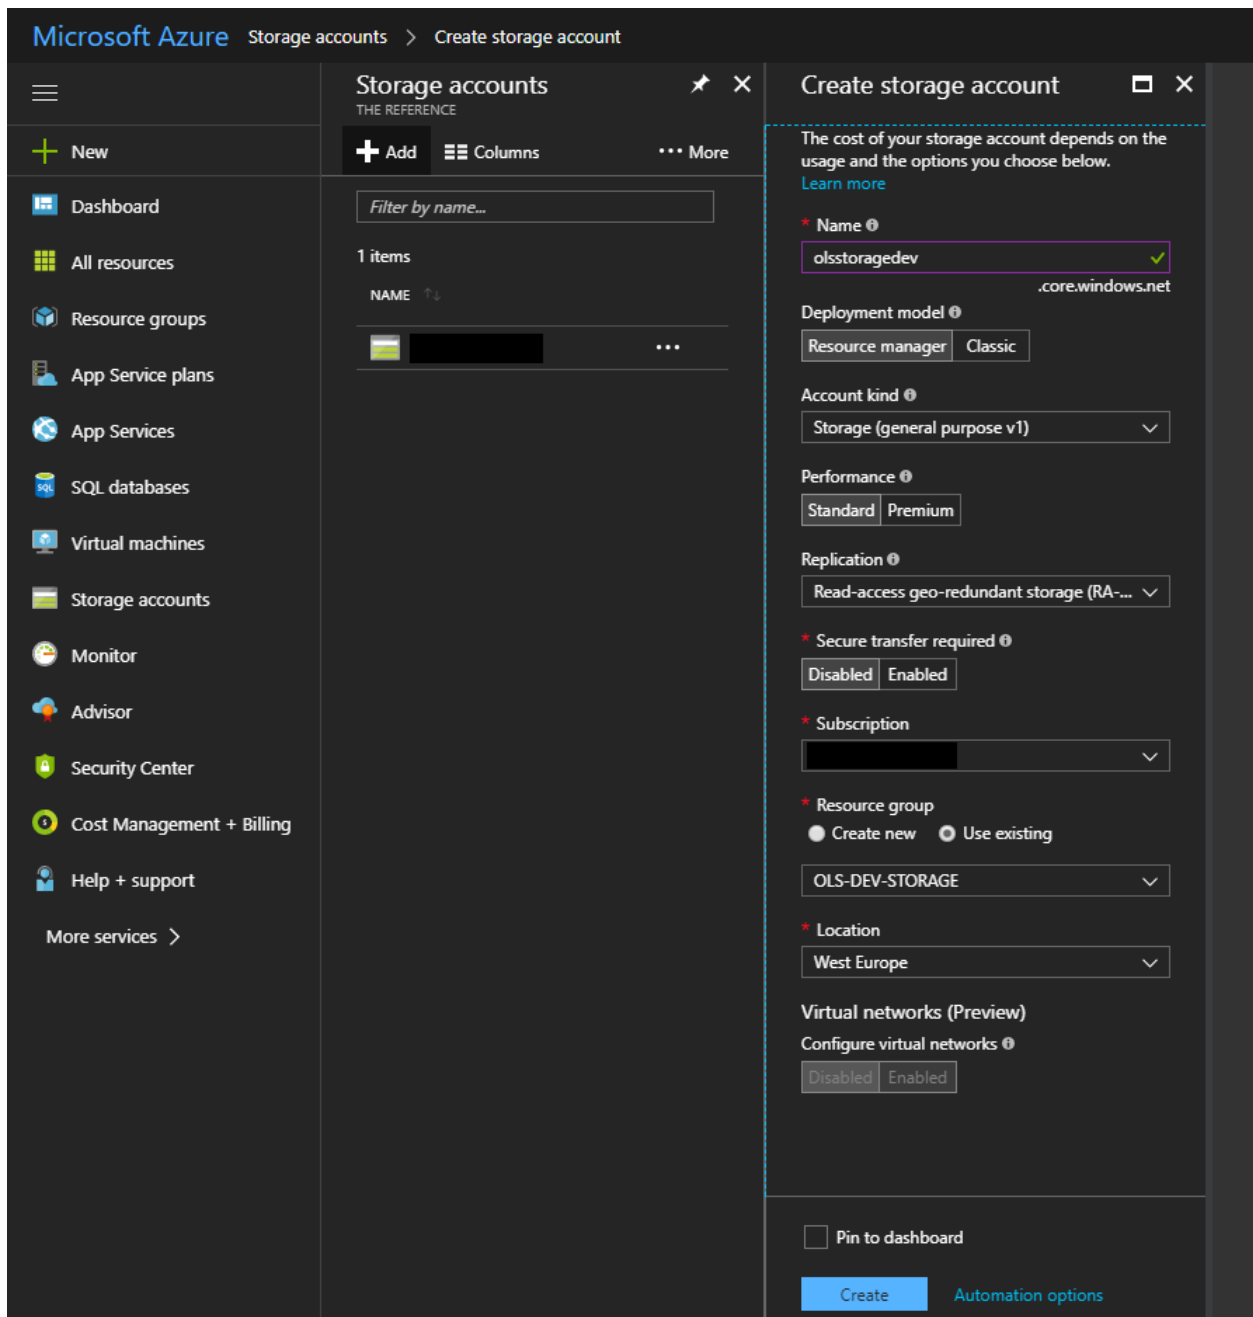 Microsoft Azure Storage accounts > Create storage account
New
Dashboard
All resources
Resource groups
App Service plans
App Services
SQL databases
Virtual machines
Storage accounts
Monitor
Advisor
Security Center
Cost Management + Billing
Help + support
More services >
Storage accounts
THE REFERENCE
Add Columns ••• More
Filter by name...
1 items
NAME ↑↓
•••
Create storage account
The cost of your storage account depends on the
usage and the options you choose below.
Learn more
* Name
olsstoragedev
.core.windows.net
Deployment model
Resource manager Classic
Account kind
Storage (general purpose v1)
Performance
Standard Premium
Replication
Read-access geo-redundant storage (RA-...
* Secure transfer required
Disabled Enabled
* Subscription
* Resource group
Create new Use existing
OLS-DEV-STORAGE
* Location
West Europe
Virtual networks (Preview)
Configure virtual networks
Disabled Enabled
Pin to dashboard
Create Automation options